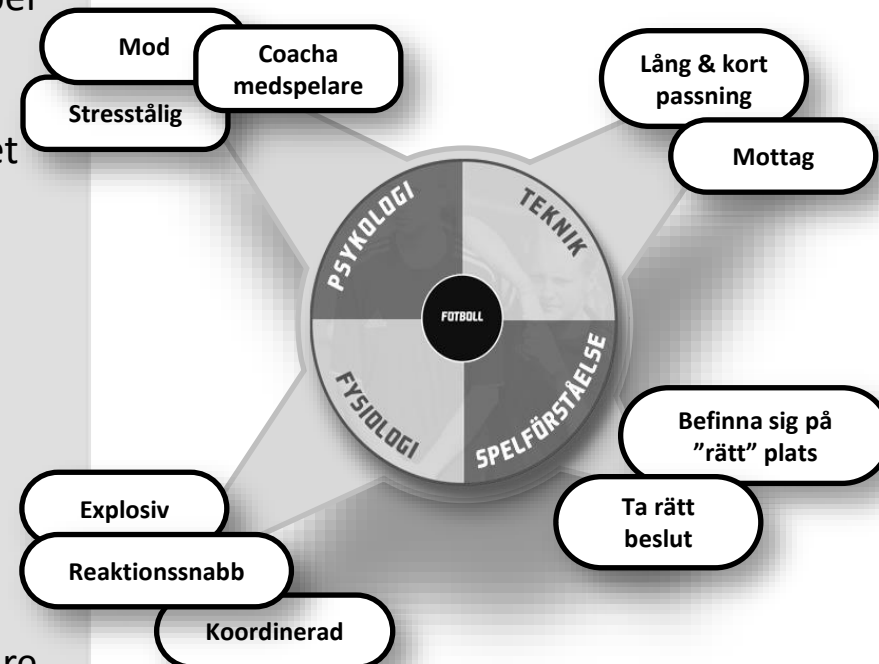 Mod
Coacha
medspelare
Stresstålig
Lång & kort
passning
Mottag
PSYKOLOGI
TEKNIK
FOTBOLL
FYSIOLOGI
SPELFÖRSTÅELSE
Befinna sig på
”rätt” plats
Ta rätt
beslut
Explosiv
Reaktionssnabb
Koordinerad